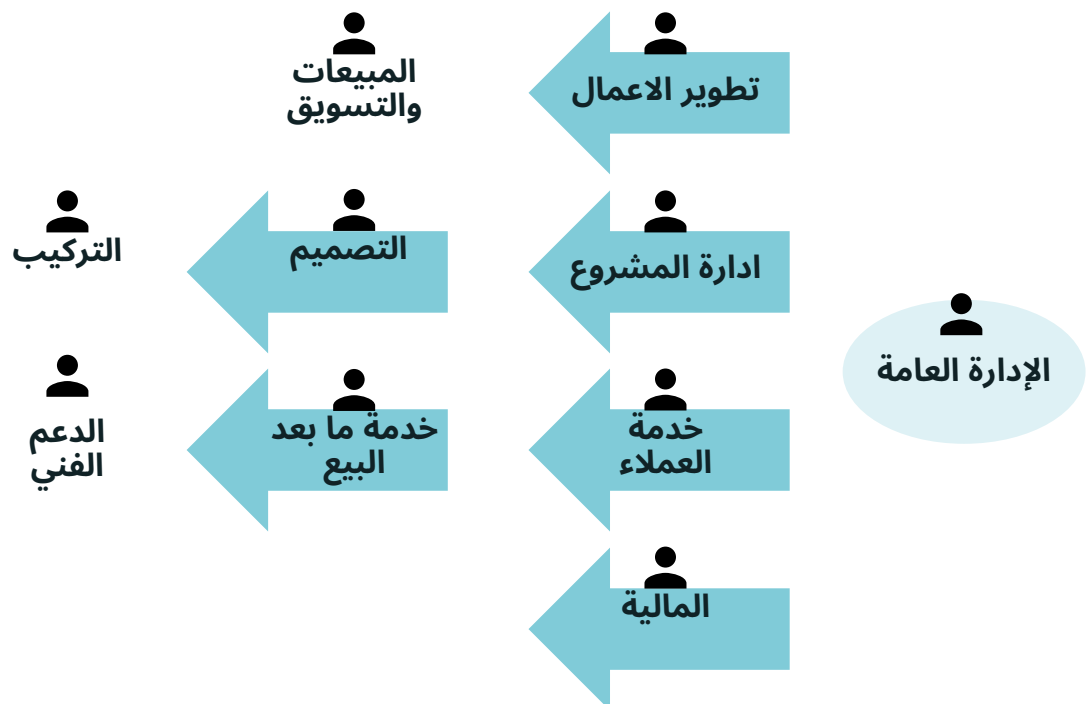 تطوير الاعمال
المبيعات
والتسويق
ادارة المشروع
التصميم
التركيب
الإدارة العامة
خدمة
العملاء
خدمة ما بعد
البيع
الدعم
الفني
المالية